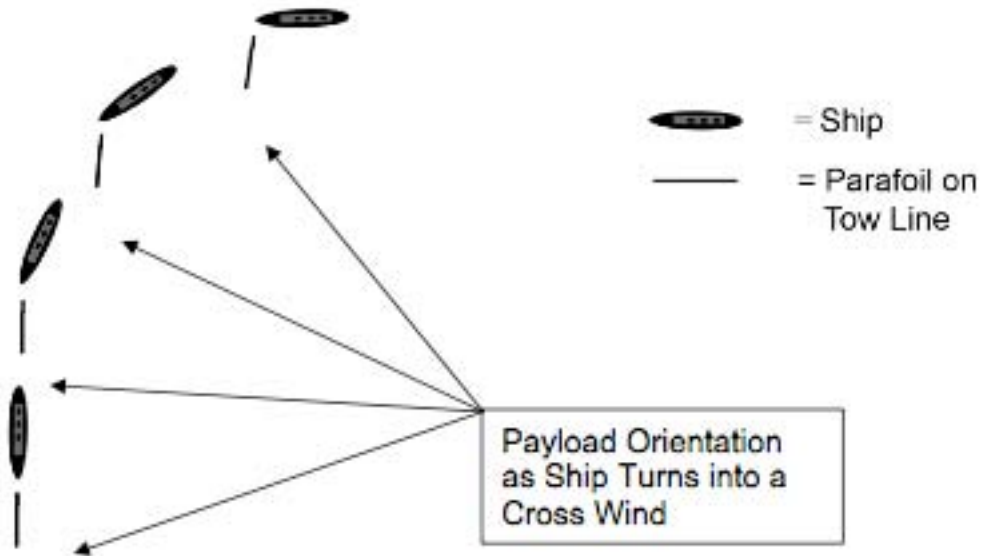 = Ship
= Parafoil on
Tow Line
Payload Orientation
as Ship Turns into a
Cross Wind